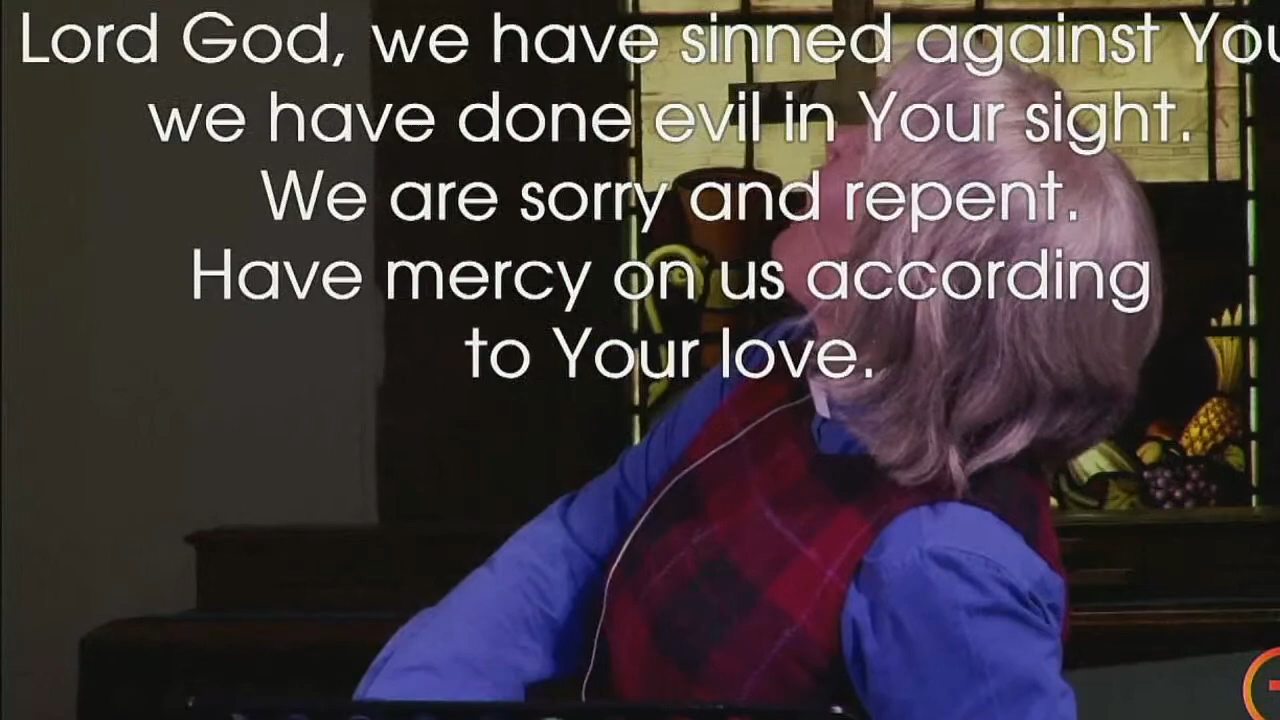 Lord God, we have sinned against You
we have done evil in Your sight.
We are sorry and repent.
Have mercy on us according
to Your love.